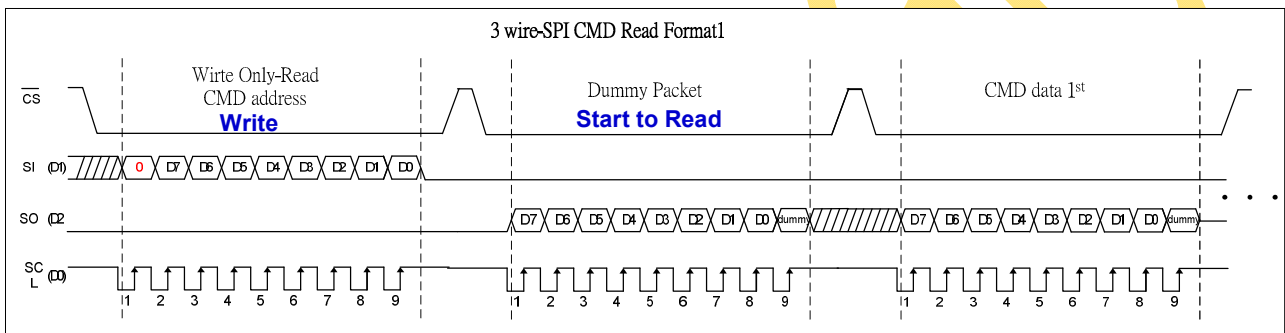 3 wire-SPI CMD Read Format1
Wirte Only-Read
CMD address
Write
Dummy Packet
Start to Read
CMD data 1st
CS
SI (D1) 0 D7 D6 D5 D4 D3 D2 D1 D0
SO (D2 D7 D6 D5 D4 D3 D2 D1 D0 dummy D7 D6 D5 D4 D3 D2 D1 D0 dummy
SC
L (D0)
1 2 3 4 5 6 7 8 9 1 2 3 4 5 6 7 8 9 1 2 3 4 5 6 7 8 9
. . .